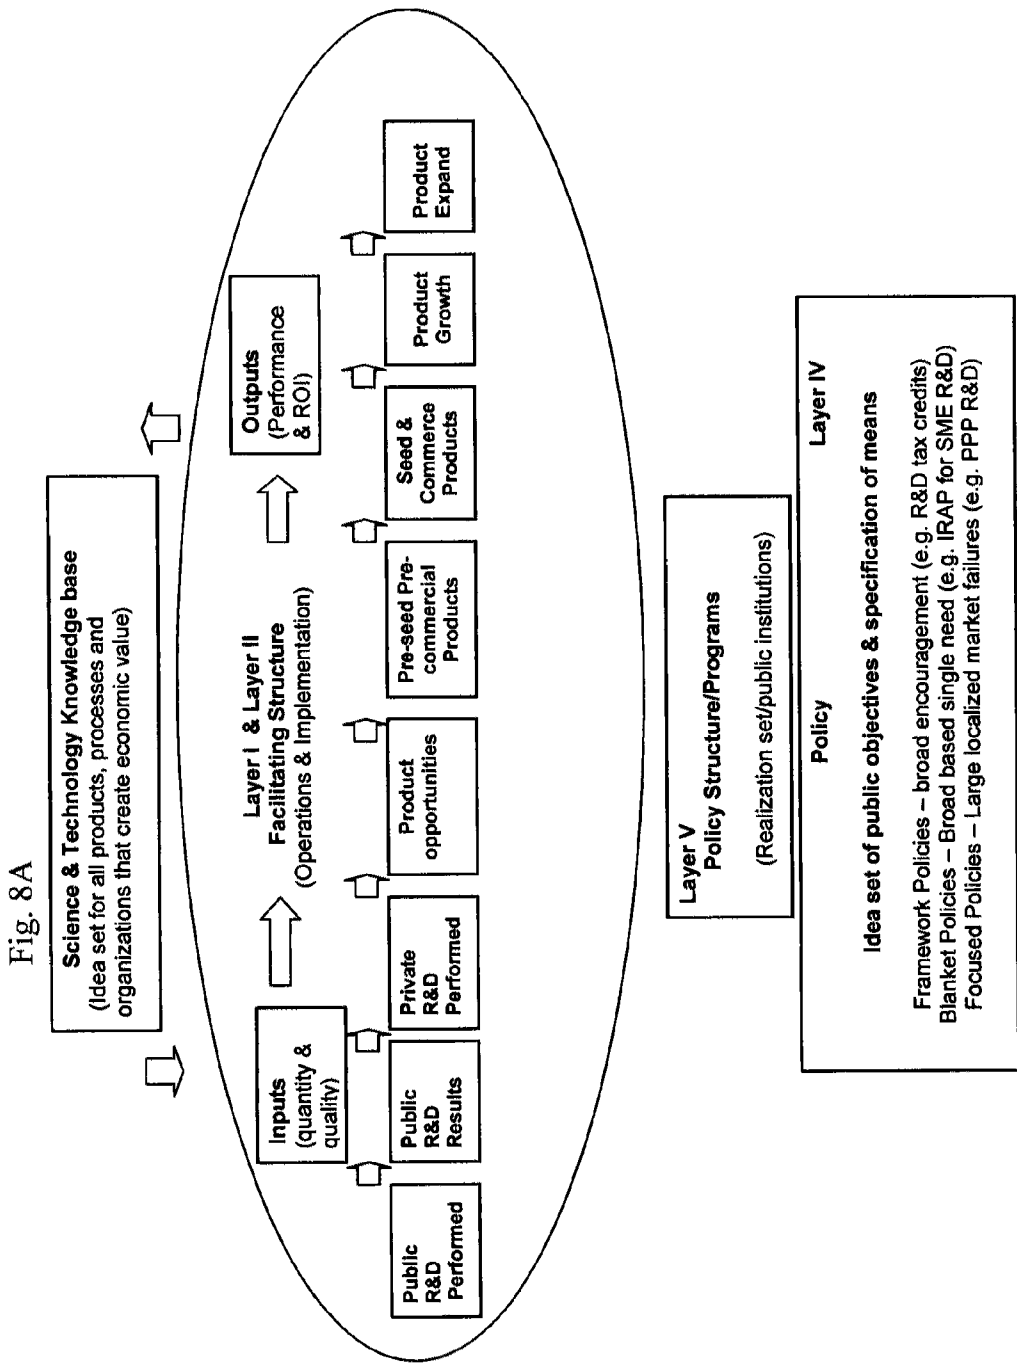 Fig. 8A
Science & Technology Knowledge base
(Idea set for all products, processes and
organizations that create economic value)
Inputs
(quantity &
quality)
Layer I & Layer II
Facilitating Structure
(Operations & Implementation)
Outputs
(Performance
& ROI)
Public
R&D
Performed
Public
R&D
Results
Private
R&D
Performed
Product
opportunities
Pre-seed Pre-
commercial
Products
Seed &
Commerce
Products
Product
Growth
Product
Expand
Layer V
Policy Structure/Programs
(Realization set/public institutions)
Policy Layer IV
Idea set of public objectives & specification of means
Framework Policies – broad encouragement (e.g. R&D tax credits)
Blanket Policies – Broad based single need (e.g. IRAP for SME R&D)
Focused Policies – Large localized market failures (e.g. PPP R&D)